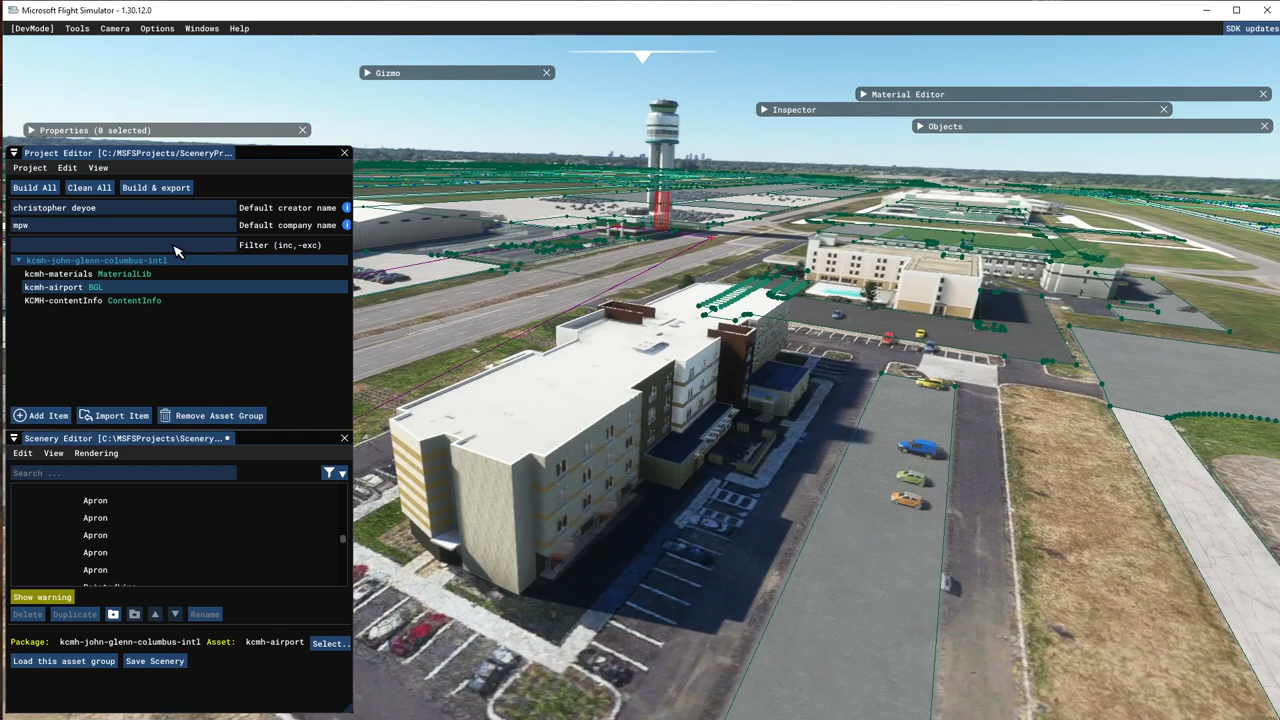 Microsoft Flight Simulator - 1.30.12.0
[DevMode] Tools Camera Options Windows Help SDK updates
Gizmo
Material Editor
Inspector
Objects
Properties (0 selected)
Project Editor [C:/MSFSProjects/SceneryPr...
Project Edit View
Build All Clean All Build & export
christopher deyoe Default creator name
mpw Default company name
Filter (inc,-exc)
kcmh-john-glenn-columbus-intl
kcmh-materials MaterialLib
kcmh-airport BGL
KCMH-contentInfo ContentInfo
Add Item Import Item Remove Asset Group
Scenery Editor [C:\MSFSProjects\Scenery...
Edit View Rendering
Search ...
Apron
Apron
Apron
Apron
Apron
PaintedLine
Show warning
Delete Duplicate Rename
Package: kcmh-john-glenn-columbus-intl Asset: kcmh-airport Select..
Load this asset group Save Scenery